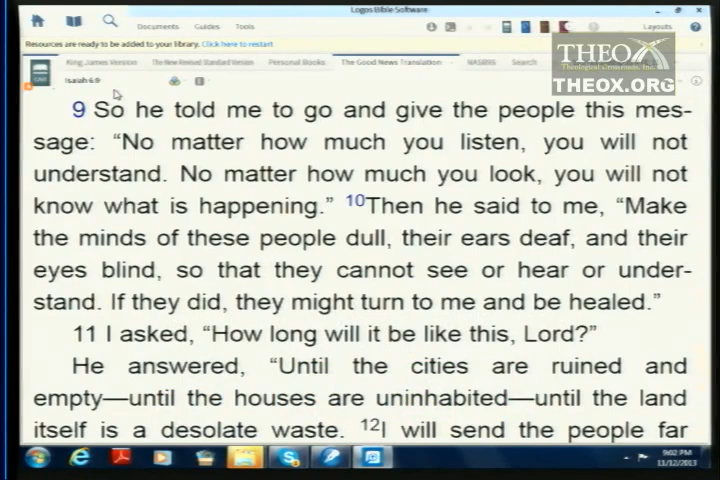 Logos Bible Software
Documents Guides Tools Layouts
Resources are ready to be added to your library. Click here to restart
King James Version The New Revised Standard Version Personal Books The Good News Translation NASB95 Search
Isaiah 6:9
THEOX
Theological Crossroads, Inc.
THEOX.ORG
9 So he told me to go and give the people this mes-
sage: “No matter how much you listen, you will not
understand. No matter how much you look, you will not
know what is happening.” 10Then he said to me, “Make
the minds of these people dull, their ears deaf, and their
eyes blind, so that they cannot see or hear or under-
stand. If they did, they might turn to me and be healed.”
11 I asked, “How long will it be like this, Lord?”
He answered, “Until the cities are ruined and
empty—until the houses are uninhabited—until the land
itself is a desolate waste. 12I will send the people far
9:02 PM
11/12/2013